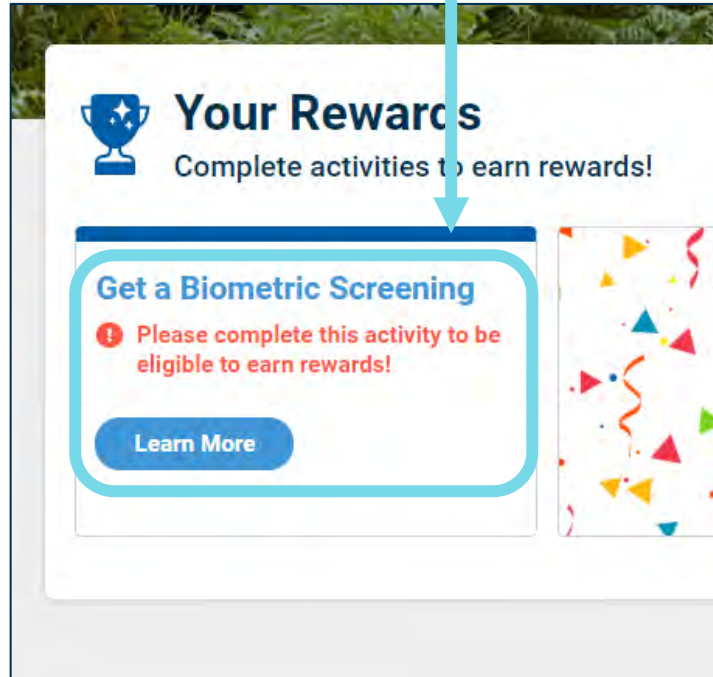 Your Rewards
Complete activities to earn rewards!
Get a Biometric Screening
Please complete this activity to be
eligible to earn rewards!
Learn More